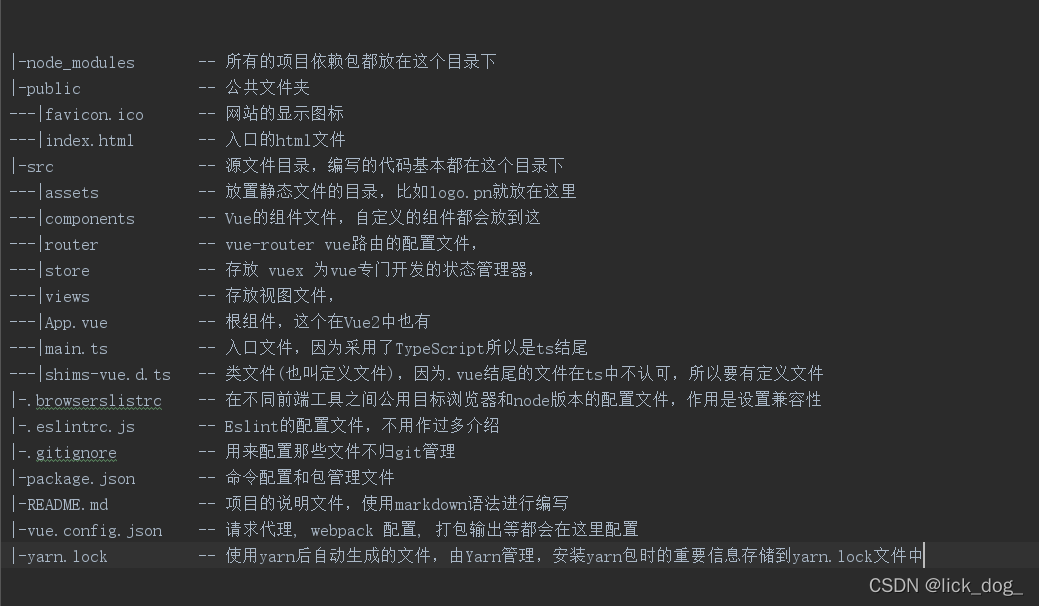 |-node_modules -- 所有的项目依赖包都放在这个目录下
|-public -- 公共文件夹
---|favicon.ico -- 网站的显示图标
---|index.html -- 入口的html文件
|-src -- 源文件目录，编写的代码基本都在这个目录下
---|assets -- 放置静态文件的目录，比如logo.pn就放在这里
---|components -- Vue的组件文件，自定义的组件都会放到这
---|router -- vue-router vue路由的配置文件，
---|store -- 存放 vuex 为vue专门开发的状态管理器，
---|views -- 存放视图文件，
---|App.vue -- 根组件，这个在Vue2中也有
---|main.ts -- 入口文件，因为采用了TypeScript所以是ts结尾
---|shims-vue.d.ts -- 类文件(也叫定义文件)，因为.vue结尾的文件在ts中不认可，所以要有定义文件
|-.browserslistrc -- 在不同前端工具之间公用目标浏览器和node版本的配置文件，作用是设置兼容性
|-.eslintrc.js -- Eslint的配置文件，不用作过多介绍
|-.gitignore -- 用来配置那些文件不归git管理
|-package.json -- 命令配置和包管理文件
|-README.md -- 项目的说明文件，使用markdown语法进行编写
|-vue.config.json -- 请求代理, webpack 配置, 打包输出等都会在这里配置
|-yarn.lock -- 使用yarn后自动生成的文件，由Yarn管理，安装yarn包时的重要信息存储到yarn.lock文件中
CSDN @lick_dog_